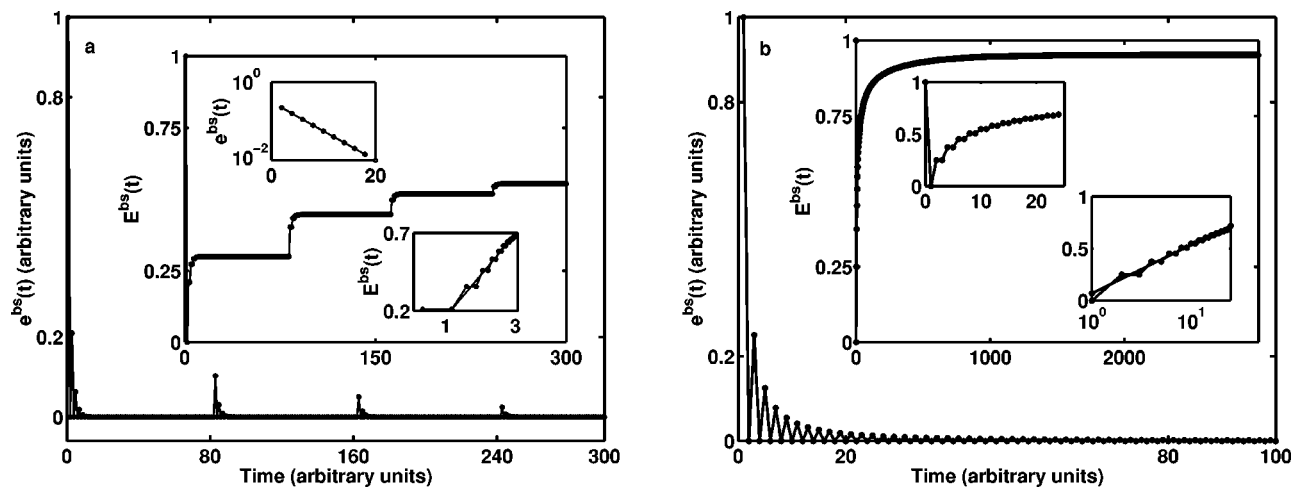 a
e^bs(t) (arbitrary units)
1
0.8
0.2
0
0 80 160 240 300
Time (arbitrary units)
E^bs(t)
1
0.75
0.25
0
0 150 300
e^bs(t)
10^0
10^-2
0 20
E^bs(t)
0.7
0.2
1 3
b
e^bs(t) (arbitrary units)
1
0.8
0.2
0
0 20 80 100
Time (arbitrary units)
E^bs(t)
1
0.75
0.25
0
0 1000 2000
1
0.5
0
0 10 20
1
0.5
0
10^0 10^1